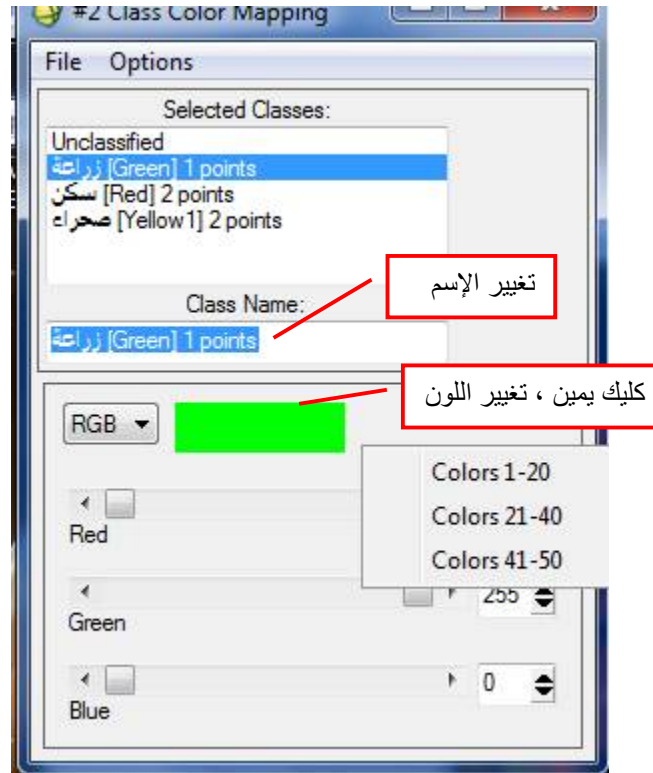 #2 Class Color Mapping
File Options
Selected Classes:
Unclassified
زراعة [Green] 1 points
سكن [Red] 2 points
صحراء [Yellow1] 2 points
تغيير الإسم
Class Name:
زراعة [Green] 1 points
كليك يمين ، تغيير اللون
RGB
Colors 1-20
Colors 21-40
Colors 41-50
Red
255
Green
0
Blue